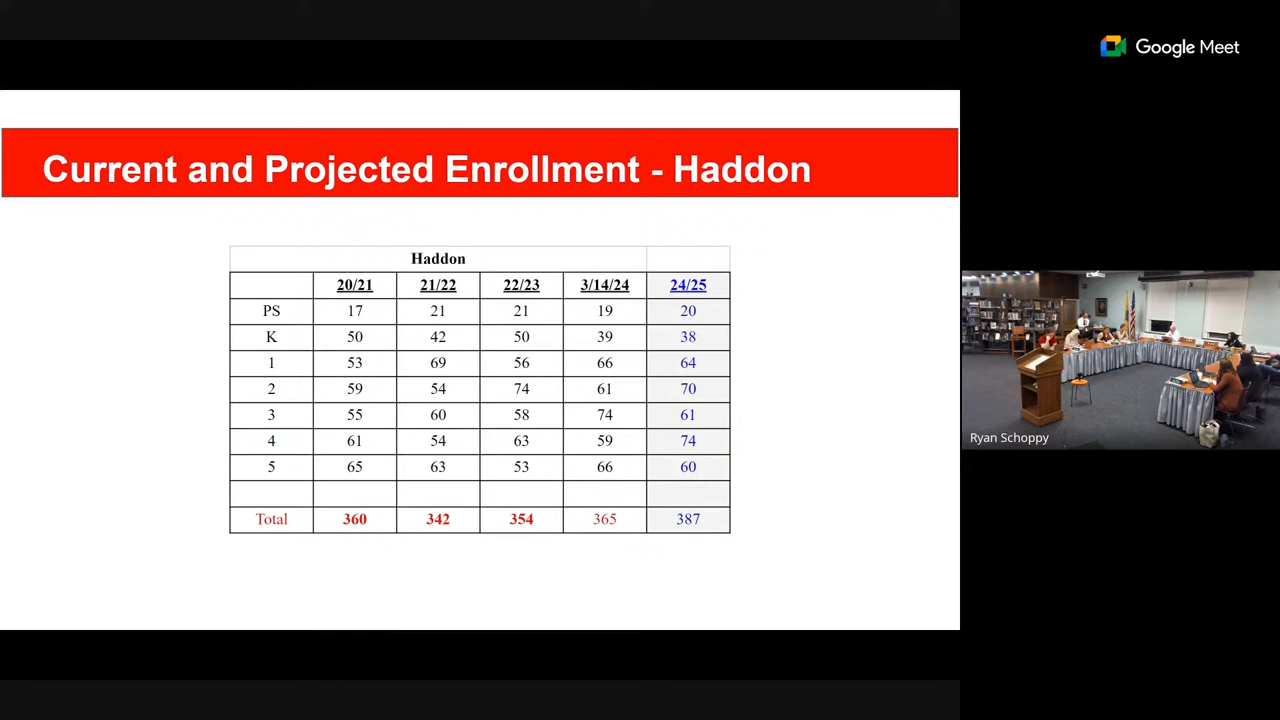 Google Meet
Current and Projected Enrollment - Haddon
Haddon
20/21 21/22 22/23 3/14/24 24/25
PS 17 21 21 19 20
K 50 42 50 39 38
1 53 69 56 66 64
2 59 54 74 61 70
3 55 60 58 74 61
4 61 54 63 59 74
5 65 63 53 66 60
Total 360 342 354 365 387
Ryan Schoppy